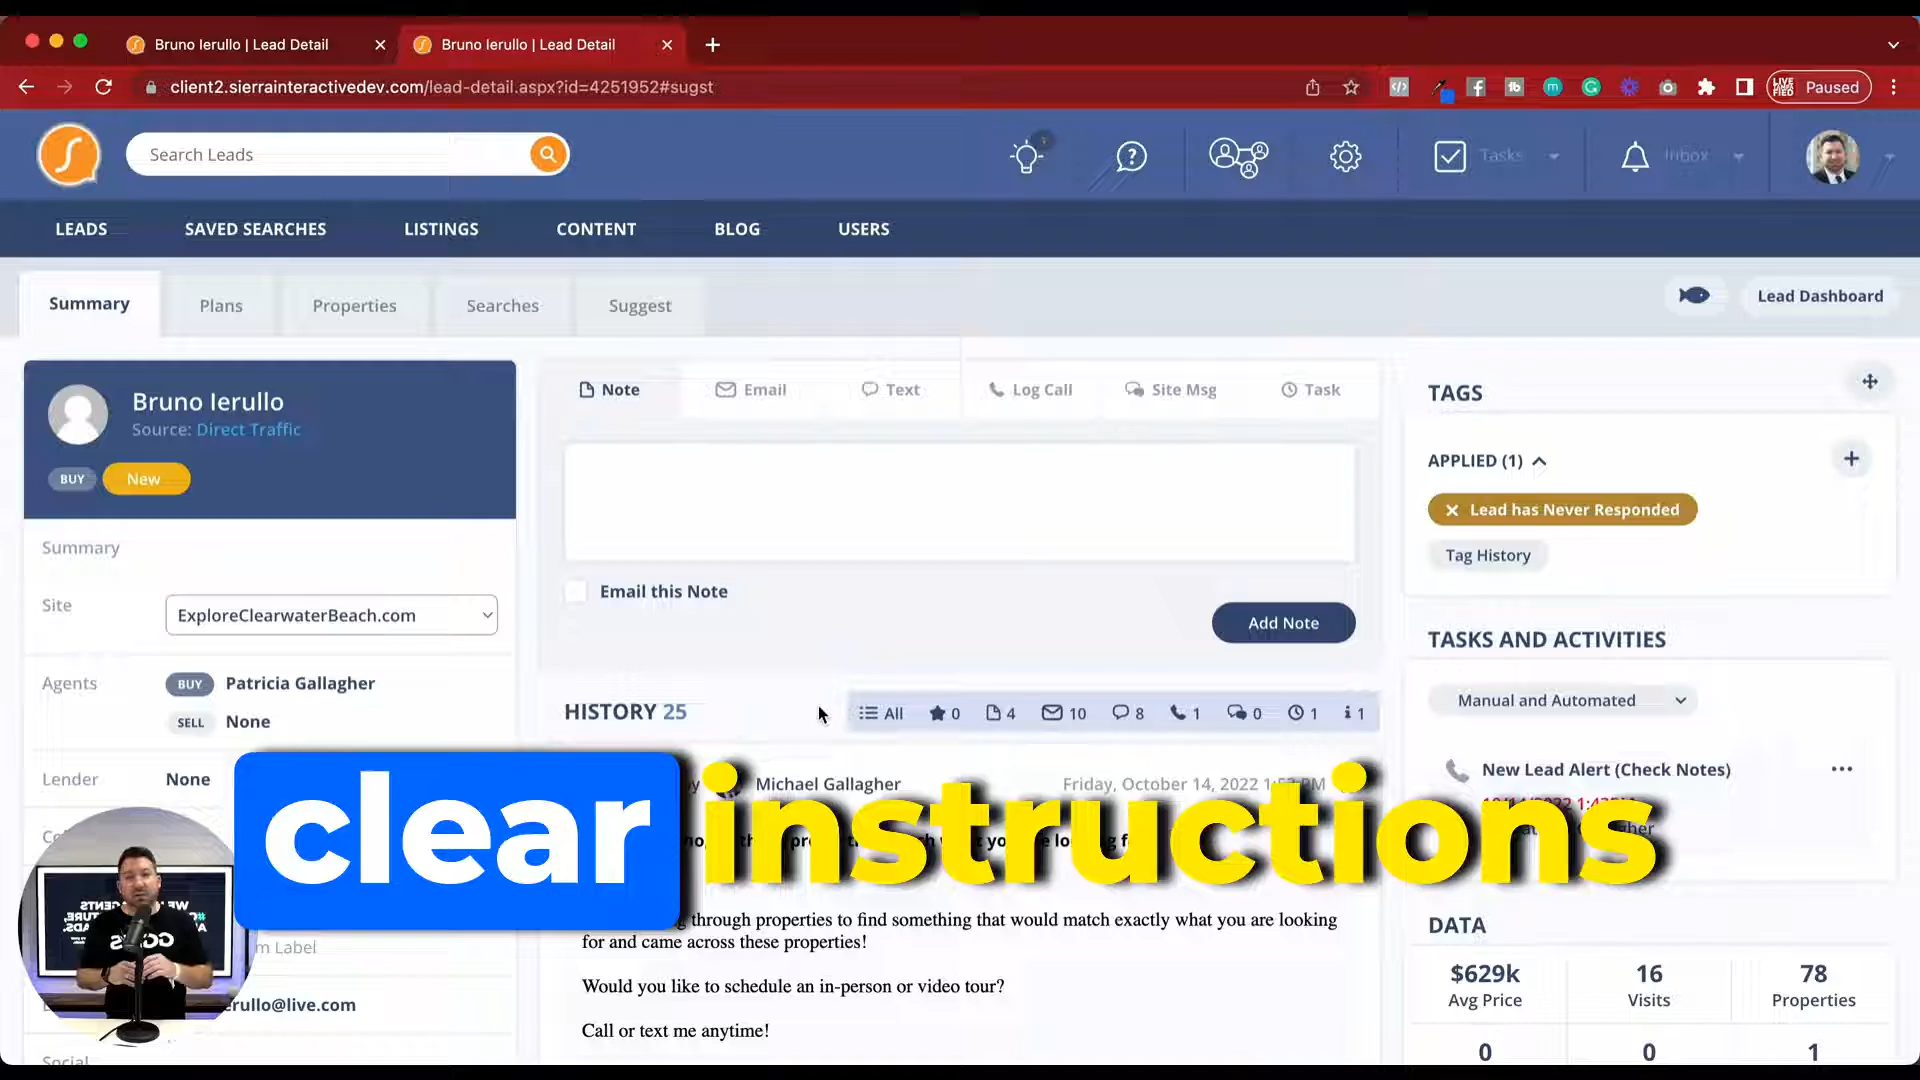 Bruno Ierullo | Lead Detail
Bruno Ierullo | Lead Detail
client2.sierrainteractivedev.com/lead-detail.aspx?id=4251952#sugst
Paused
Search Leads
Tasks
Inbox
LEADS SAVED SEARCHES LISTINGS CONTENT BLOG USERS
Summary Plans Properties Searches Suggest
Lead Dashboard
Bruno Ierullo
Source: Direct Traffic
BUY New
Summary
Site ExploreClearwaterBeach.com
Agents BUY Patricia Gallagher
SELL None
Lender None
m Label
erullo@live.com
Social
Note Email Text Log Call Site Msg Task
Email this Note
Add Note
HISTORY 25
All 0 4 10 8 1 0 1 1
Michael Gallagher
Friday, October 14, 2022
clear instructions
through properties to find something that would match exactly what you are looking
for and came across these properties!
Would you like to schedule an in-person or video tour?
Call or text me anytime!
TAGS
APPLIED (1)
Lead has Never Responded
Tag History
TASKS AND ACTIVITIES
Manual and Automated
New Lead Alert (Check Notes)
DATA
$629k 16 78
Avg Price Visits Properties
0 0 1